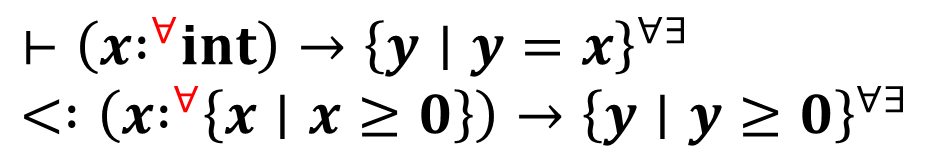 ⊢ (x:∀int) → {y | y = x}∀∃
<: (x:∀{x | x ≥ 0}) → {y | y ≥ 0}∀∃